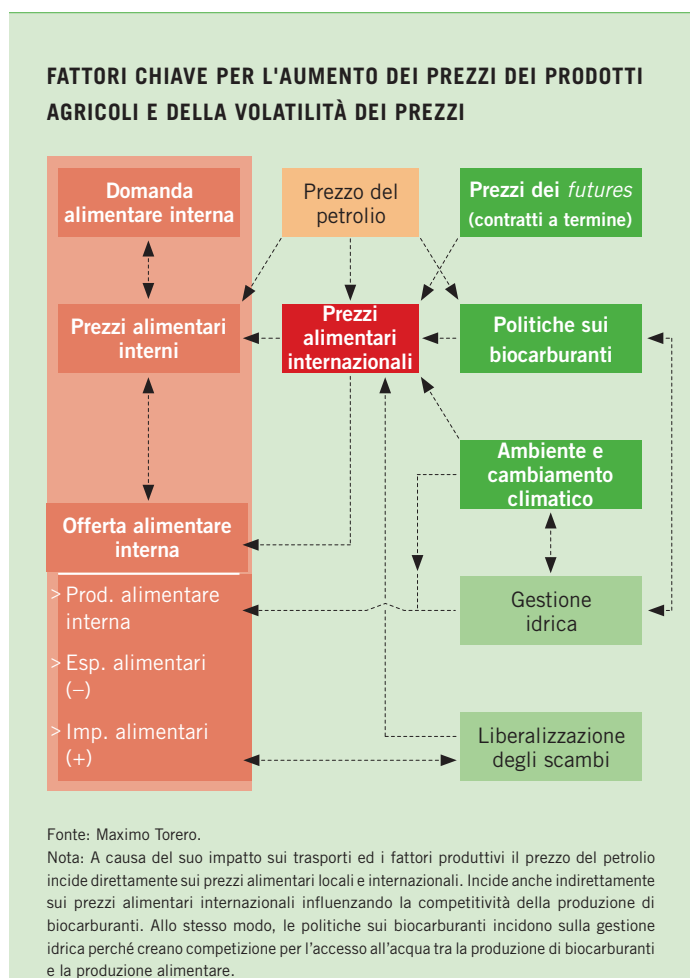 FATTORI CHIAVE PER L'AUMENTO DEI PREZZI DEI PRODOTTI
AGRICOLI E DELLA VOLATILITÀ DEI PREZZI
Domanda
alimentare interna
Prezzo del
petrolio
Prezzi dei futures
(contratti a termine)
Prezzi alimentari
interni
Prezzi
alimentari
internazionali
Politiche sui
biocarburanti
Ambiente e
cambiamento
climatico
Offerta alimentare
interna
> Prod. alimentare
interna
Gestione
idrica
> Esp. alimentari
(–)
> Imp. alimentari
(+)
Liberalizzazione
degli scambi
Fonte: Maximo Torero.
Nota: A causa del suo impatto sui trasporti ed i fattori produttivi il prezzo del petrolio
incide direttamente sui prezzi alimentari locali e internazionali. Incide anche indirettamente
sui prezzi alimentari internazionali influenzando la competitività della produzione di
biocarburanti. Allo stesso modo, le politiche sui biocarburanti incidono sulla gestione
idrica perché creano competizione per l'accesso all'acqua tra la produzione di biocarburanti
e la produzione alimentare.